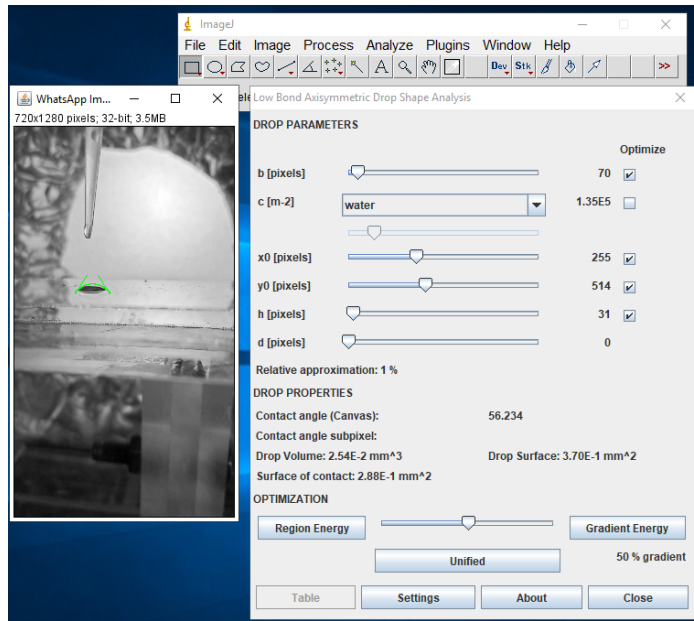 ImageJ
File Edit Image Process Analyze Plugins Window Help
Dev Stk >>
WhatsApp Im...
720x1280 pixels; 32-bit; 3.5MB
Low Bond Axisymmetric Drop Shape Analysis
DROP PARAMETERS
Optimize
b [pixels] 70
c [m-2] water 1.35E5
x0 [pixels] 255
y0 [pixels] 514
h [pixels] 31
d [pixels] 0
Relative approximation: 1 %
DROP PROPERTIES
Contact angle (Canvas): 56.234
Contact angle subpixel:
Drop Volume: 2.54E-2 mm^3 Drop Surface: 3.70E-1 mm^2
Surface of contact: 2.88E-1 mm^2
OPTIMIZATION
Region Energy Gradient Energy
Unified 50 % gradient
Table Settings About Close